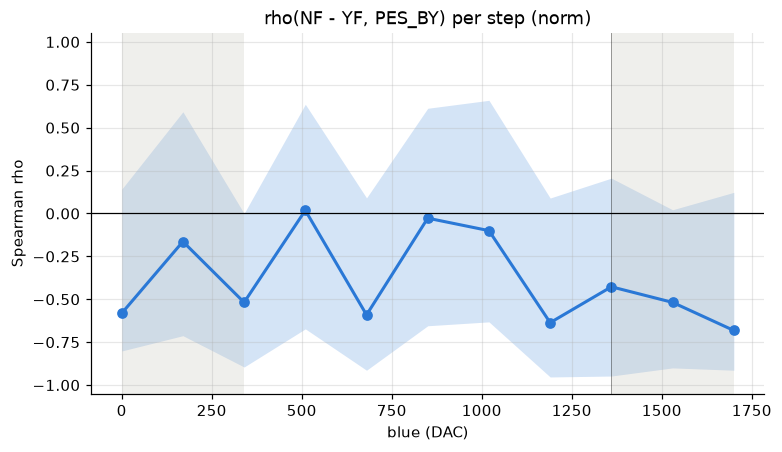 rho(NF - YF, PES_BY) per step (norm)
1.00
0.75
0.50
0.25
0.00
−0.25
−0.50
−0.75
−1.00
Spearman rho
0 250 500 750 1000 1250 1500 1750
blue (DAC)